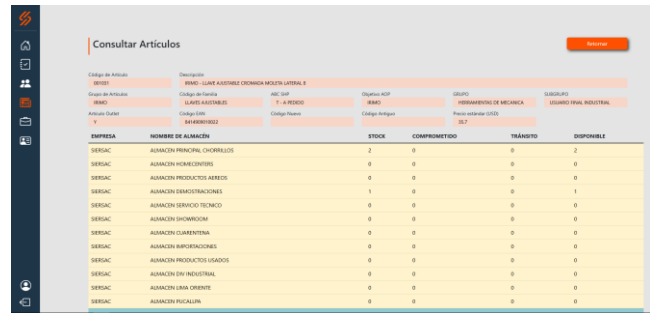 Consultar Artículos
Retornar
Código de Artículo Descripción
001031 IRIMO - LLAVE AJUSTABLE CROMADA MOLETA LATERAL 8
Grupo de Artículos Código de Familia ABC SHP Objetivo KOF GRUPO SUBGRUPO
IRIMO LLAVES AJUSTABLES 7 - A PEDIDO IRIMO HERRAMIENTAS DE MECANICA USUARIO FINAL INDUSTRIAL
Artículo Outlet Código EAN Código Nuevo Código Antiguo Precio estándar (USD)
Y 8414009010022 35.7
EMPRESA NOMBRE DE ALMACÉN STOCK COMPROMETIDO TRÁNSITO DISPONIBLE
SIERSAC ALMACEN PRINCIPAL CHORRILLOS 2 0 0 2
SIERSAC ALMACEN HOMECENTERS 0 0 0 0
SIERSAC ALMACEN PRODUCTOS AEREOS 0 0 0 0
SIERSAC ALMACEN DEMOSTRACIONES 1 0 0 1
SIERSAC ALMACEN SERVICIO TECNICO 0 0 0 0
SIERSAC ALMACEN SHOWROOM 0 0 0 0
SIERSAC ALMACEN CUARENTENA 0 0 0 0
SIERSAC ALMACEN IMPORTACIONES 0 0 0 0
SIERSAC ALMACEN PRODUCTOS USADOS 0 0 0 0
SIERSAC ALMACEN DIV INDUSTRIAL 0 0 0 0
SIERSAC ALMACEN LIMA ORIENTE 0 0 0 0
SIERSAC ALMACEN PUCALLPA 0 0 0 0